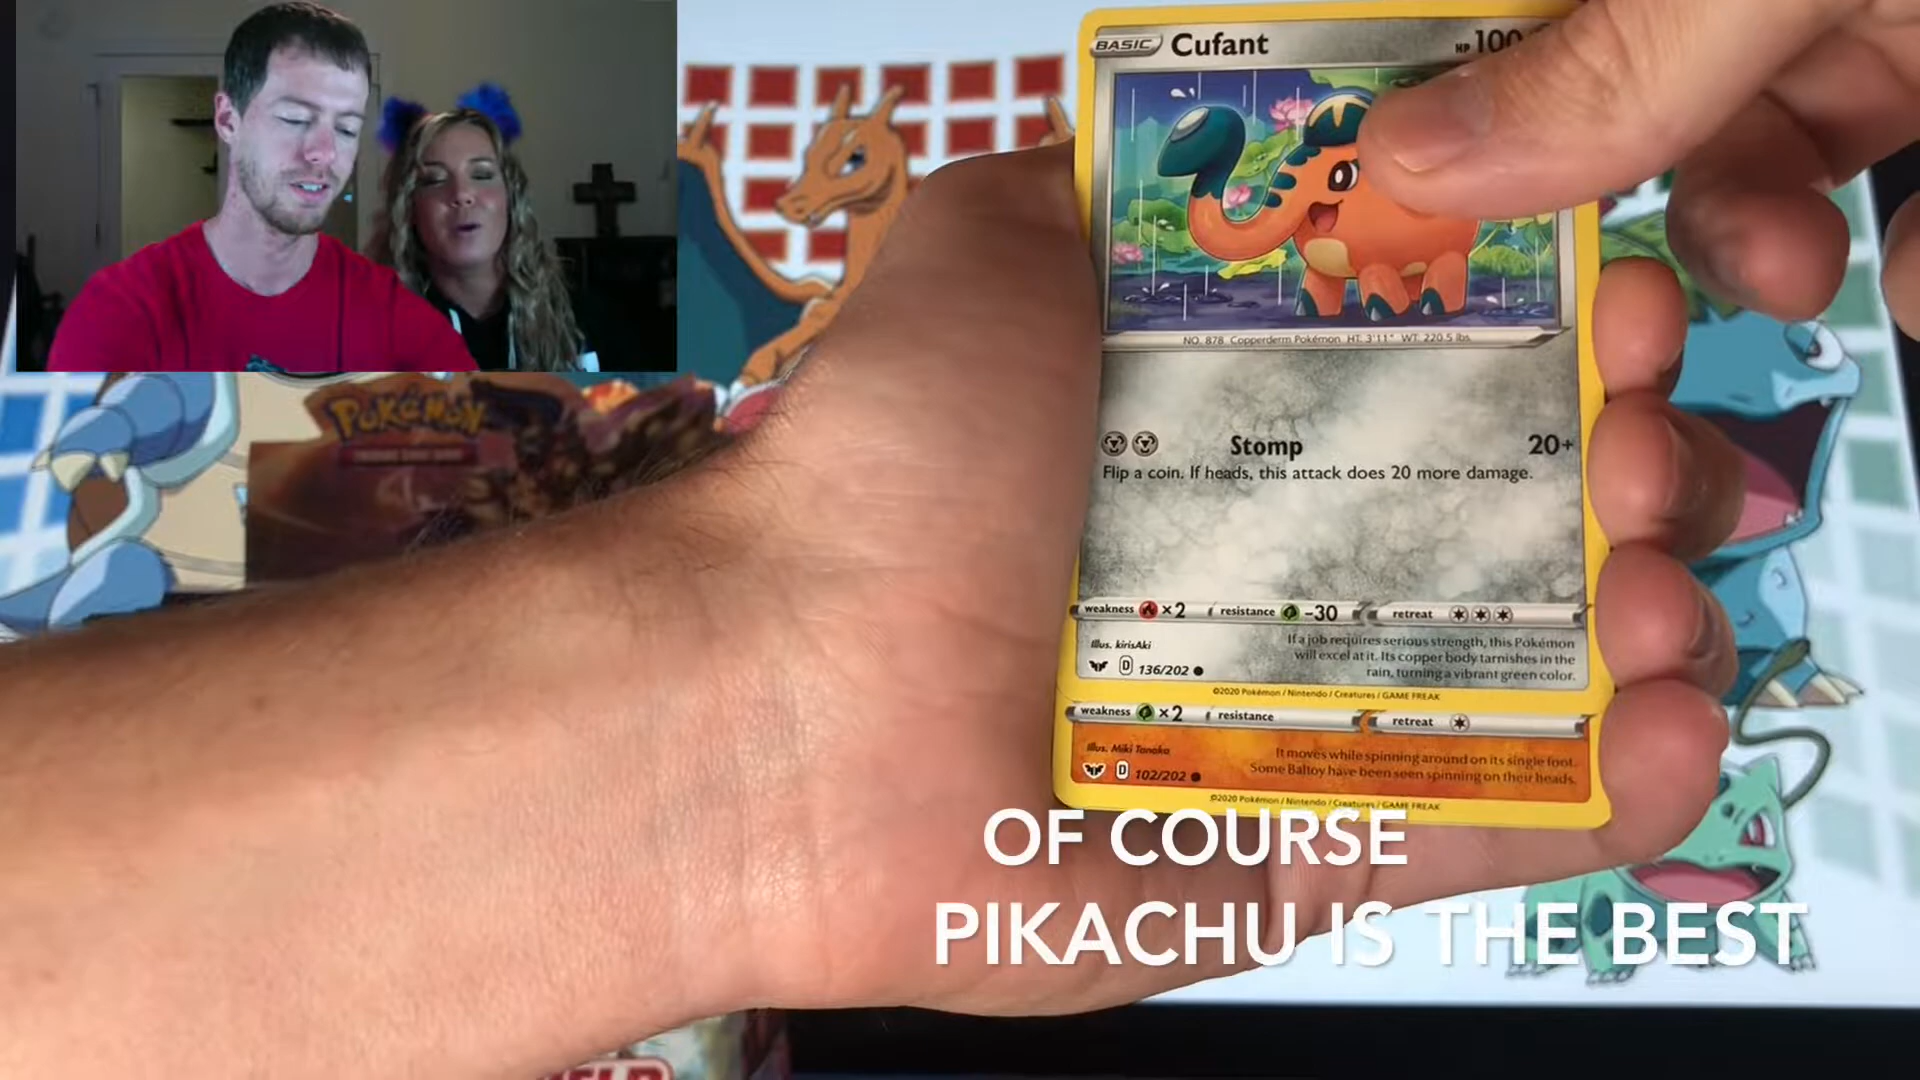 BASIC Cufant HP 100
NO. 878 Copperderm Pokémon HT: 3'11" WT: 220.5 lbs.
Stomp 20+
Flip a coin. If heads, this attack does 20 more damage.
weakness ×2 resistance -30 retreat
Illus. kirisAki
If a job requires serious strength, this Pokémon
will excel at it. Its copper body tarnishes in the
rain, turning a vibrant green color.
D 136/202
©2020 Pokémon / Nintendo / Creatures / GAME FREAK
weakness ×2 resistance retreat
Illus. Miki Tanaka
It moves while spinning around on its single foot.
Some Baltoy have been seen spinning on their heads.
D 102/202
©2020 Pokémon / Nintendo / Creatures / GAME FREAK
POKéMON
OF COURSE
PIKACHU IS THE BEST